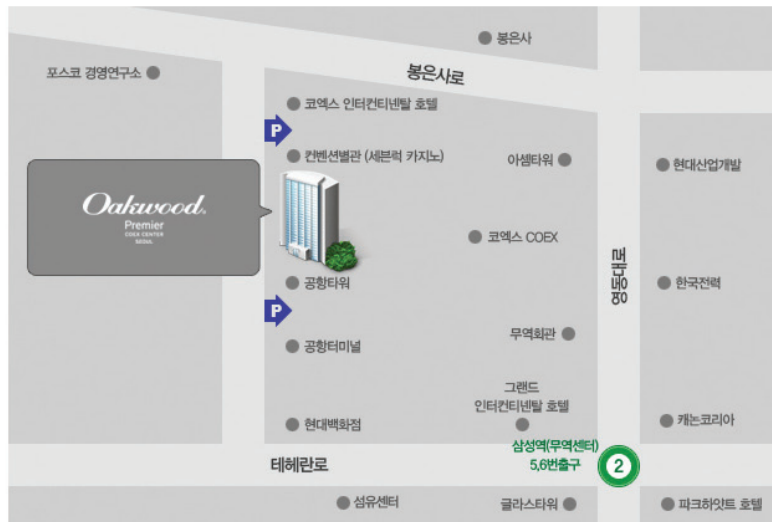 봉은사
포스코 경영연구소
봉은사로
코엑스 인터컨티넨탈 호텔
P
컨벤션별관 (세븐럭 카지노)
아셈타워
현대산업개발
Oakwood
Premier
COEX CENTER
SEOUL
코엑스 COEX
영동대로
공항타워
한국전력
P
무역회관
공항터미널
그랜드
인터컨티넨탈 호텔
현대백화점
캐논코리아
삼성역(무역센터)
5,6번출구
2
테헤란로
섬유센터
글라스타워
파크하얏트 호텔